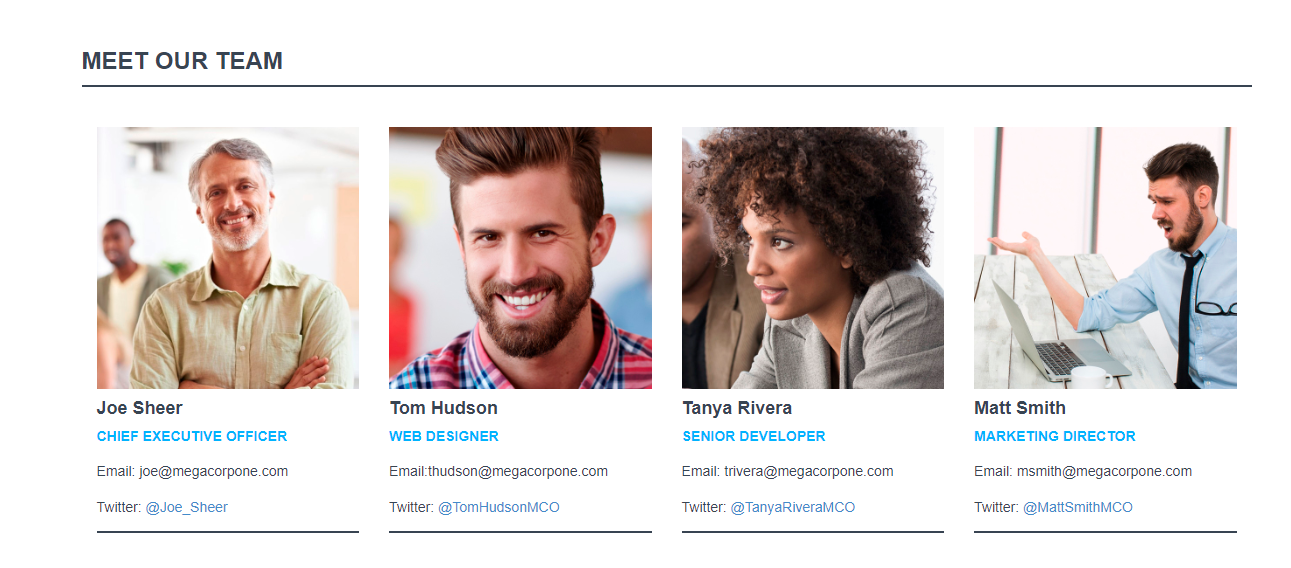 MEET OUR TEAM
Joe Sheer
CHIEF EXECUTIVE OFFICER
Email: joe@megacorpone.com
Twitter: @Joe_Sheer
Tom Hudson
WEB DESIGNER
Email:thudson@megacorpone.com
Twitter: @TomHudsonMCO
Tanya Rivera
SENIOR DEVELOPER
Email: trivera@megacorpone.com
Twitter: @TanyaRiveraMCO
Matt Smith
MARKETING DIRECTOR
Email: msmith@megacorpone.com
Twitter: @MattSmithMCO